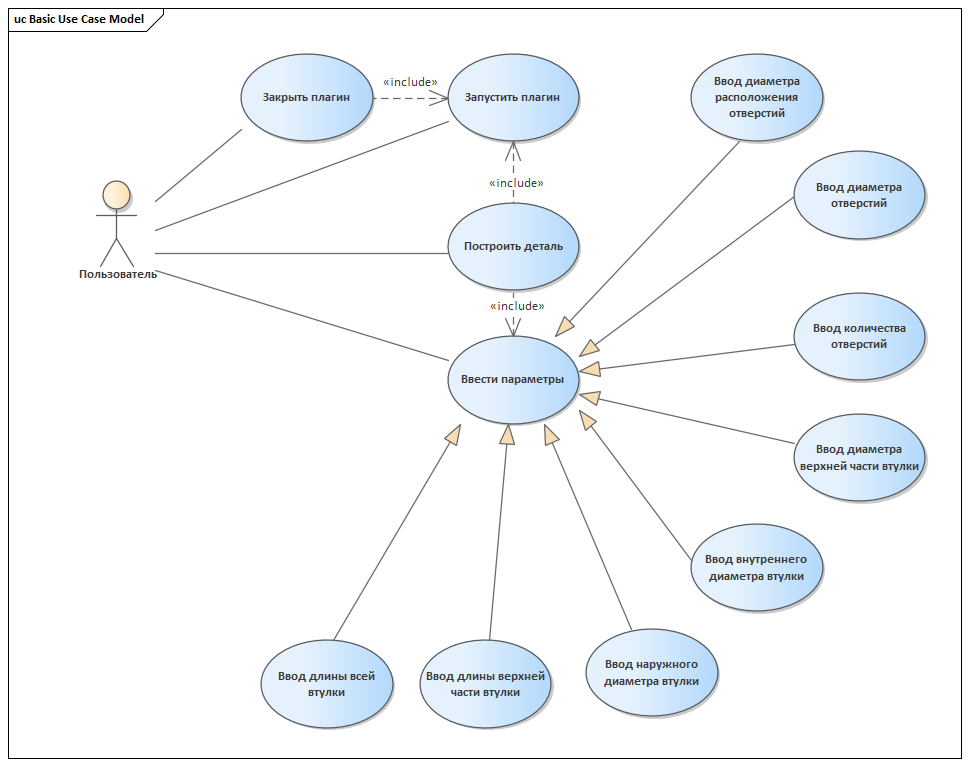 uc Basic Use Case Model
Закрыть плагин
«include»
Запустить плагин
Ввод диаметра
расположения
отверстий
«include»
Ввод диаметра
отверстий
Построить деталь
Пользователь
«include»
Ввод количества
отверстий
Ввести параметры
Ввод диаметра
верхней части втулки
Ввод внутреннего
диаметра втулки
Ввод наружного
диаметра втулки
Ввод длины всей
втулки
Ввод длины верхней
части втулки